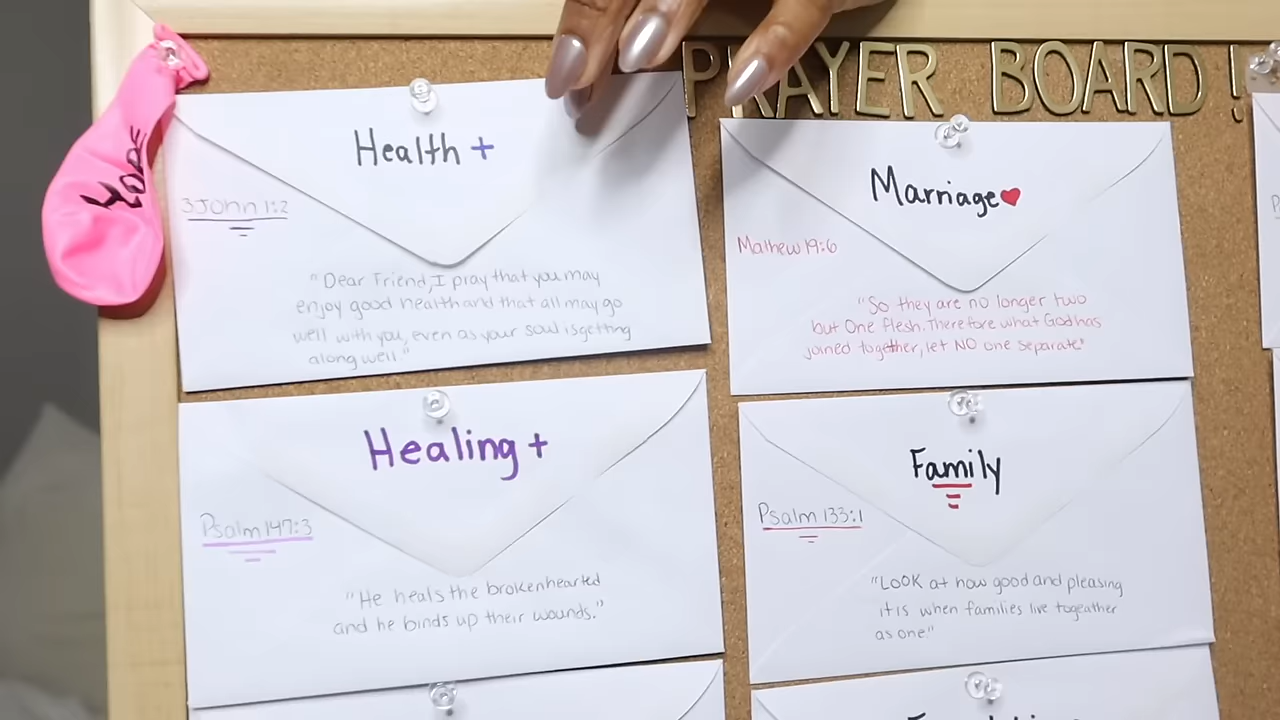 PRAYER BOARD!
HOPE
Health +
3 John 1:2
"Dear Friend, I pray that you may
enjoy good health and that all may go
well with you, even as your soul is getting
along well."
Marriage
Mathew 19:6
"So they are no longer two
but One flesh. Therefore what God has
joined together, let NO one separate"
Healing +
Psalm 147:3
"He heals the brokenhearted
and he binds up their wounds."
Family
Psalm 133:1
"LOOK at how good and pleasing
it is when families live togeather
as one"